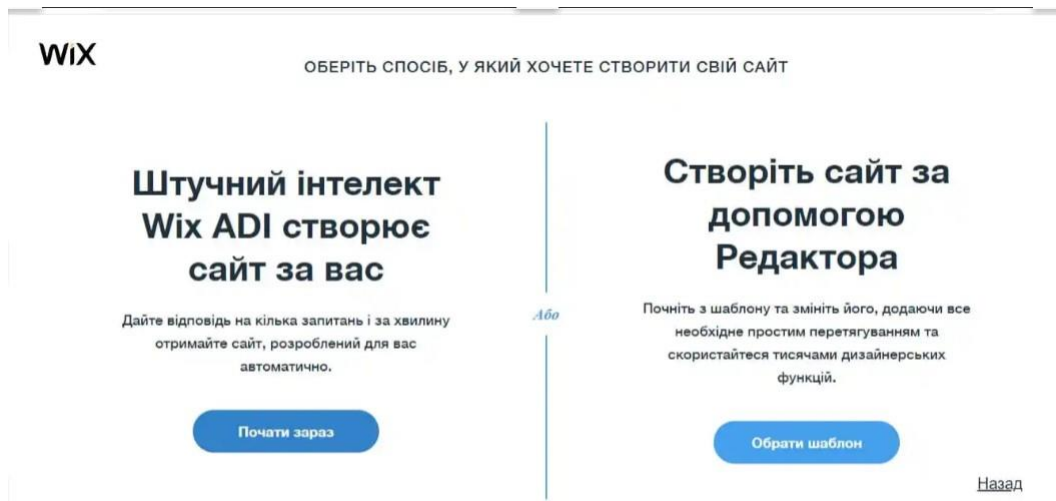 WiX
ОБЕРІТЬ СПОСІБ, У ЯКИЙ ХОЧЕТЕ СТВОРИТИ СВІЙ САЙТ
Штучний інтелект
Wix ADI створює
сайт за вас
Дайте відповідь на кілька запитань і за хвилину
отримайте сайт, розроблений для вас
автоматично.
Почати зараз
Або
Створіть сайт за
допомогою
Редактора
Почніть з шаблону та змініть його, додаючи все
необхідне простим перетягуванням та
скористайтеся тисячами дизайнерських
функцій.
Обрати шаблон
Назад